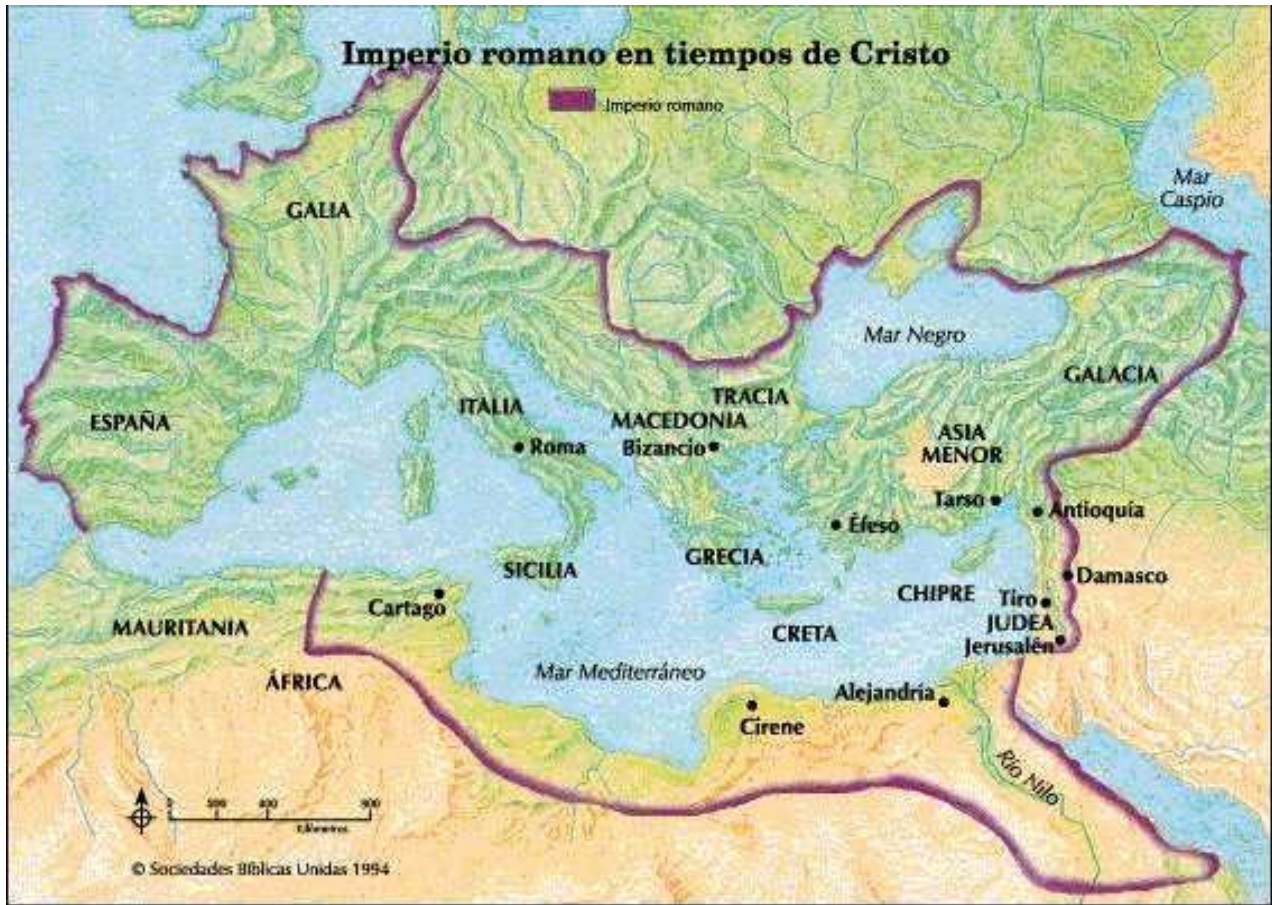 Imperio romano en tiempos de Cristo
Imperio romano
Mar
Caspio
GALIA
Mar Negro
GALACIA
TRACIA
ITALIA
MACEDONIA
ESPAÑA
Roma
Bizancio
ASIA
MENOR
Tarso
Antioquía
Éfeso
GRECIA
SICILIA
Damasco
CHIPRE
Tiro
Cartago
JUDEA
MAURITANIA
CRETA
Jerusalén
Mar Mediterráneo
ÁFRICA
Alejandría
Cirene
Río Nilo
0
Kilómetros
© Sociedades Bíblicas Unidas 1994